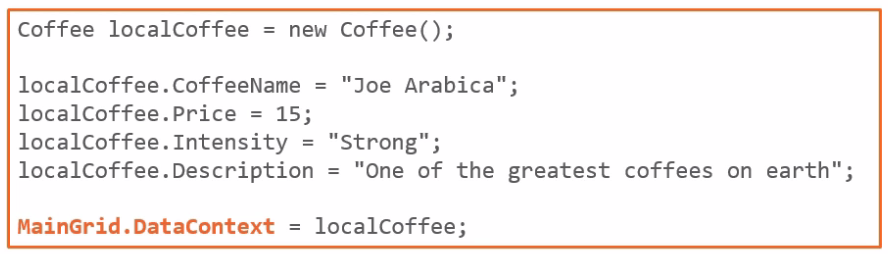 Coffee localCoffee = new Coffee();
localCoffee.CoffeeName = "Joe Arabica";
localCoffee.Price = 15;
localCoffee.Intensity = "Strong";
localCoffee.Description = "One of the greatest coffees on earth";
MainGrid.DataContext = localCoffee;